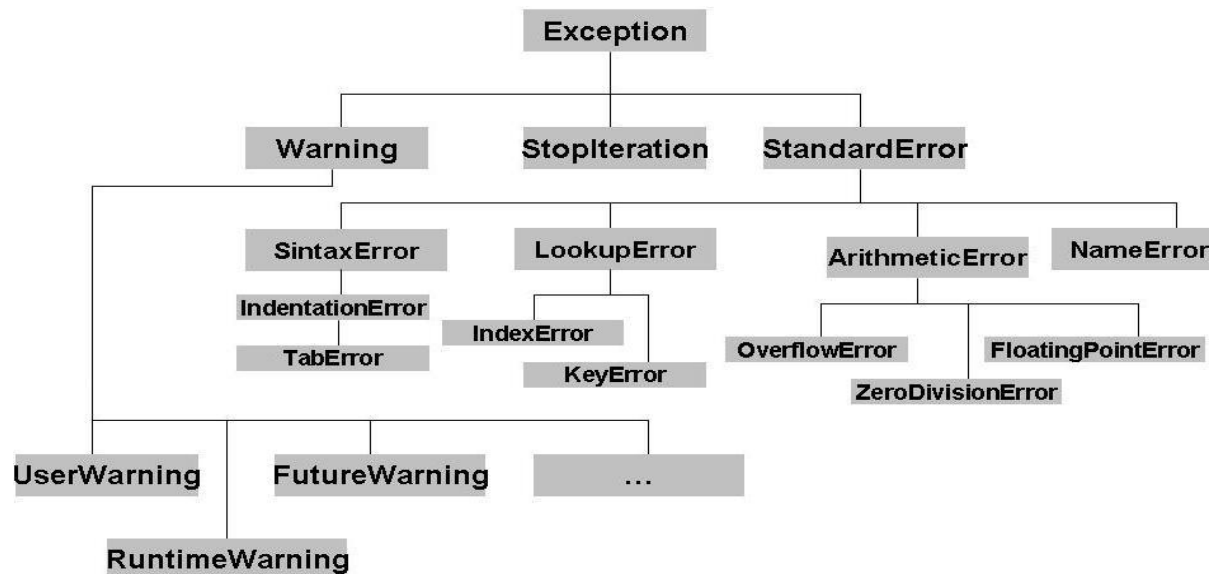 Exception
Warning
StopIteration
StandardError
SintaxError
LookupError
ArithmeticError
NameError
IndentationError
IndexError
TabError
KeyError
OverflowError
FloatingPointError
ZeroDivisionError
UserWarning
FutureWarning
...
RuntimeWarning